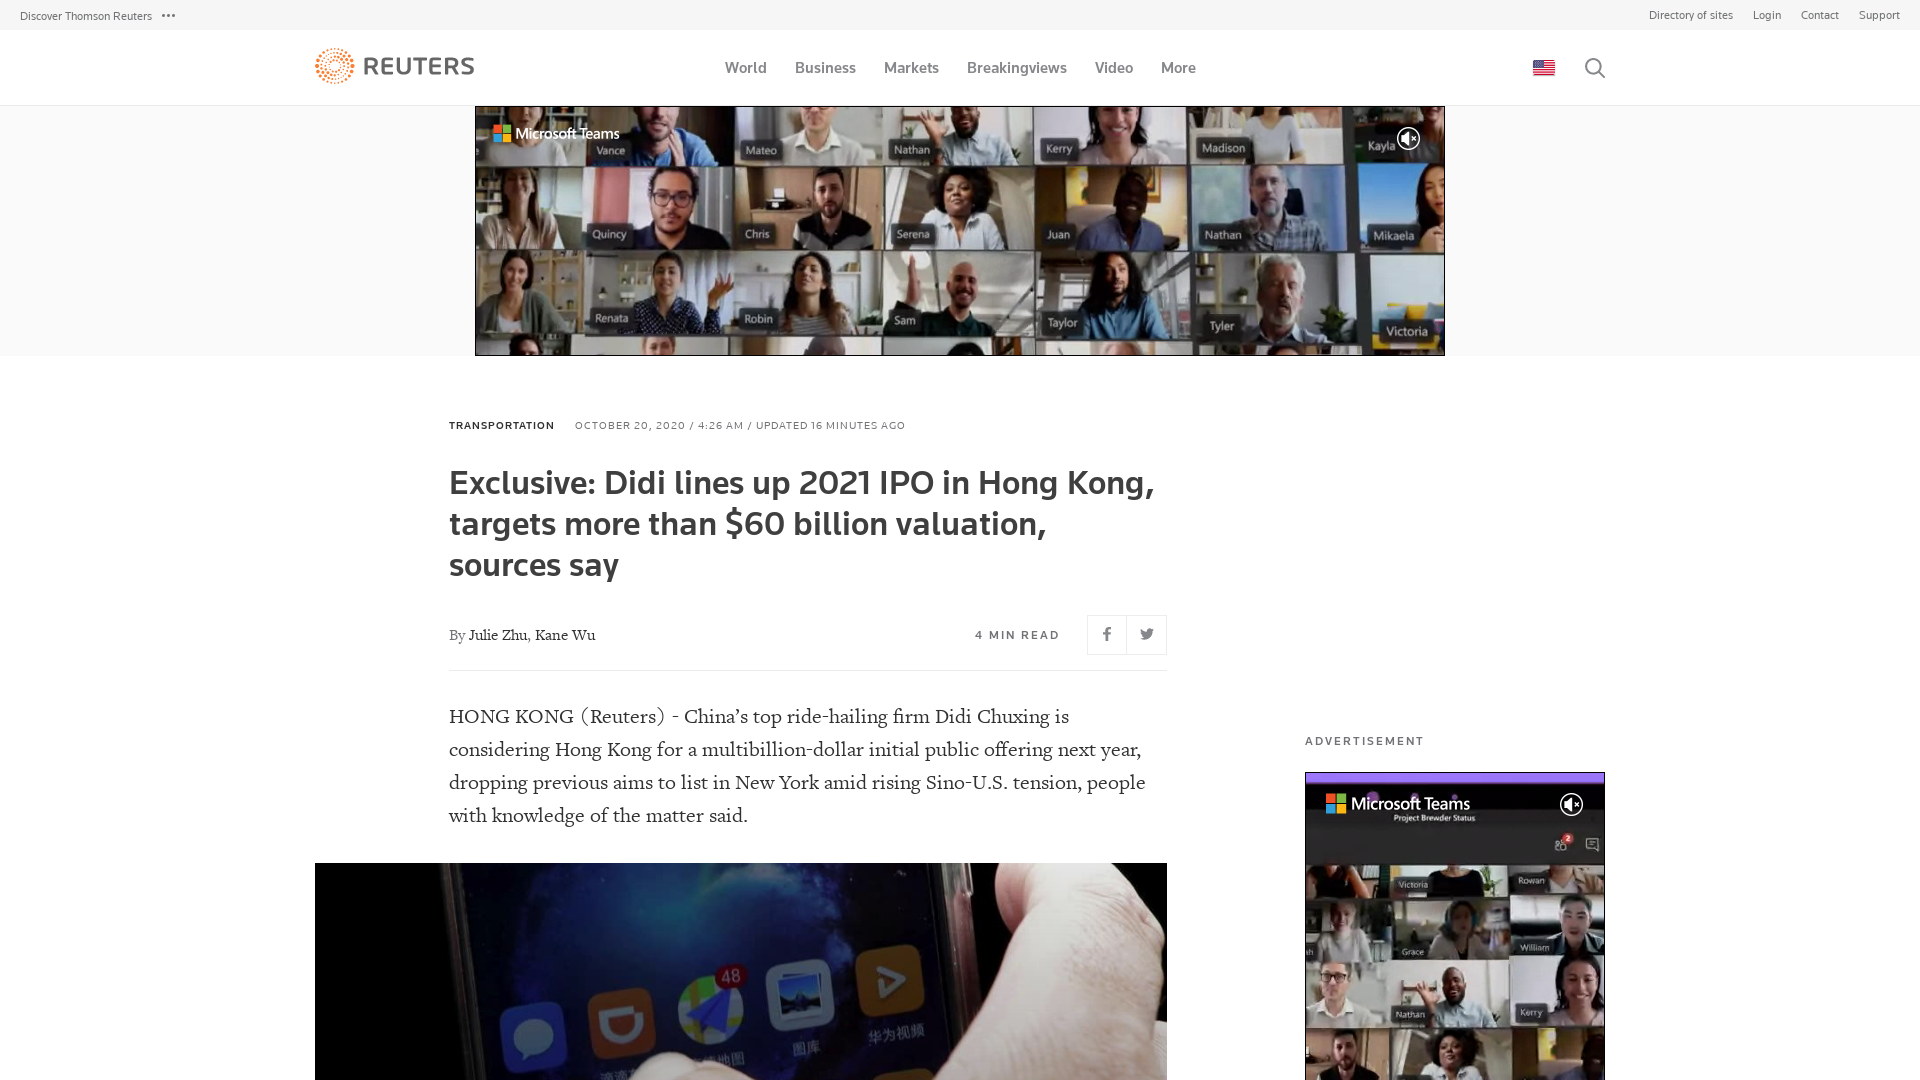 Discover Thomson Reuters
Directory of sites
Login
Contact
Support
REUTERS
World
Business
Markets
Breakingviews
Video
More
Microsoft Teams
Vance
Mateo
Nathan
Kerry
Madison
Kayla
Quincy
Chris
Serena
Juan
Nathan
Mikaela
Renata
Robin
Sam
Taylor
Tyler
Victoria
TRANSPORTATION
OCTOBER 20, 2020 / 4:26 AM / UPDATED 16 MINUTES AGO
Exclusive: Didi lines up 2021 IPO in Hong Kong,
targets more than $60 billion valuation,
sources say
By Julie Zhu, Kane Wu
4 MIN READ
HONG KONG (Reuters) - China’s top ride-hailing firm Didi Chuxing is
considering Hong Kong for a multibillion-dollar initial public offering next year,
dropping previous aims to list in New York amid rising Sino-U.S. tension, people
with knowledge of the matter said.
ADVERTISEMENT
Microsoft Teams
Project Brewder Status
2
Victoria
Rowan
Grace
William
Nathan
Kerry
48
地图
图库
华为视频